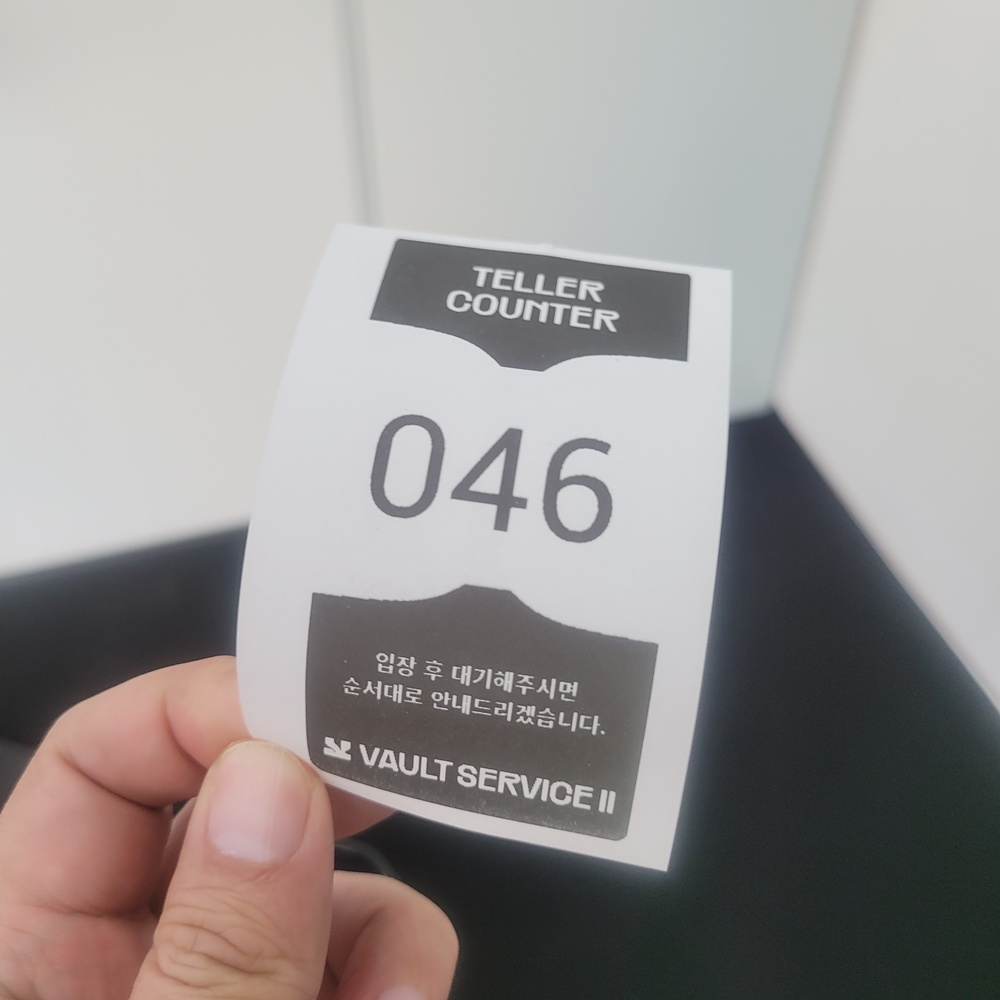 TELLER
COUNTER
046
입장 후 대기해주시면
순서대로 안내드리겠습니다.
VAULT SERVICE II